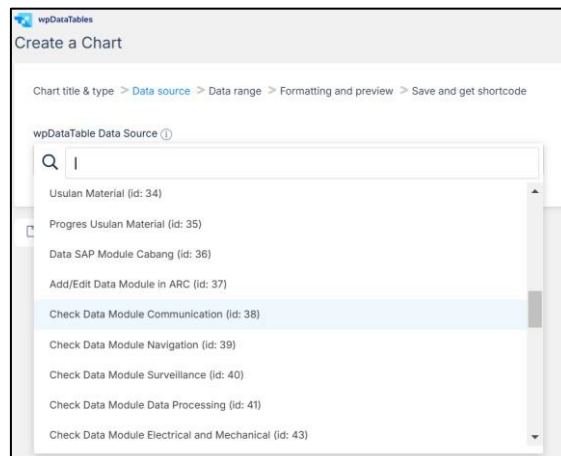 wpDataTables
Create a Chart
Chart title & type > Data source > Data range > Formatting and preview > Save and get shortcode
wpDataTable Data Source
Usulan Material (id: 34)
Progres Usulan Material (id: 35)
Data SAP Module Cabang (id: 36)
Add/Edit Data Module in ARC (id: 37)
Check Data Module Communication (id: 38)
Check Data Module Navigation (id: 39)
Check Data Module Surveillance (id: 40)
Check Data Module Data Processing (id: 41)
Check Data Module Electrical and Mechanical (id: 43)